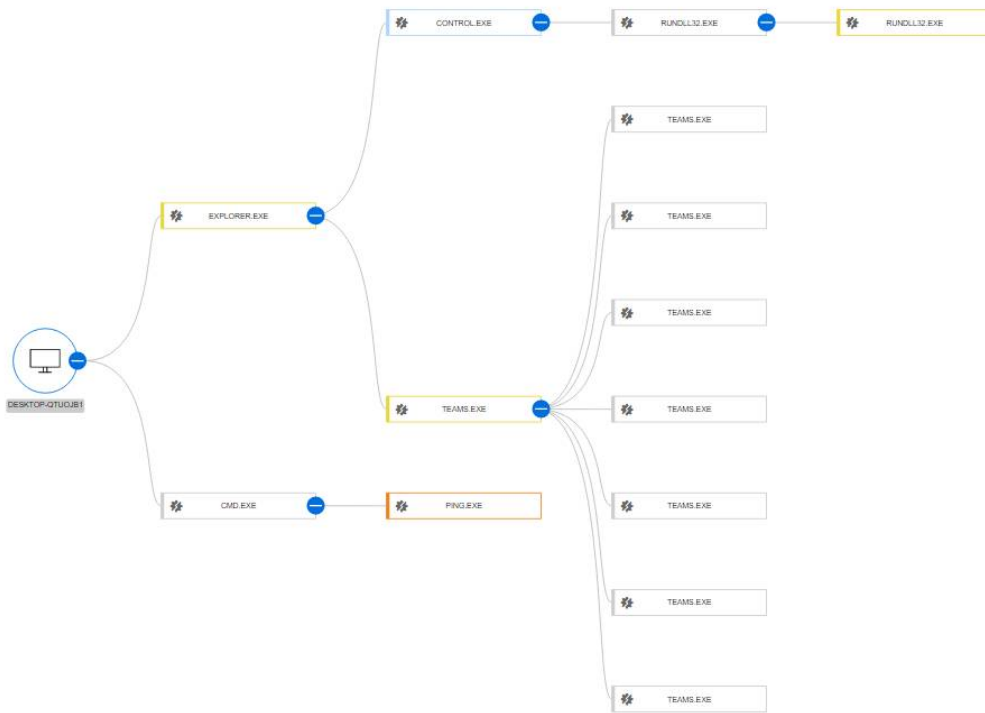 CONTROL.EXE
RUNDLL32.EXE
RUNDLL32.EXE
TEAMS.EXE
TEAMS.EXE
EXPLORER.EXE
TEAMS.EXE
DESKTOP-QTUOJB1
TEAMS.EXE
TEAMS.EXE
CMD.EXE
PING.EXE
TEAMS.EXE
TEAMS.EXE
TEAMS.EXE